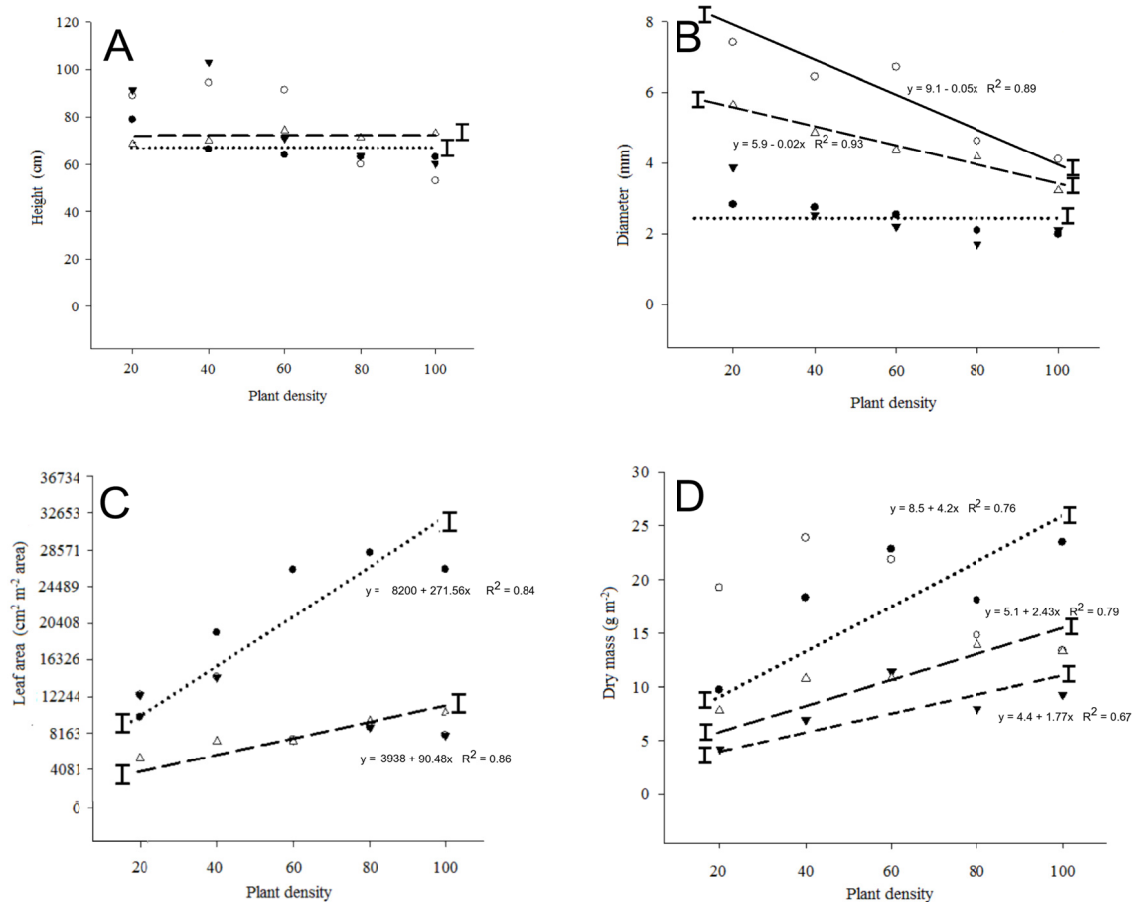 A
Height (cm)
120
100
80
60
40
20
0
20 40 60 80 100
Plant density
B
Diameter (mm)
8
6
4
2
0
y = 9.1 - 0.05x R² = 0.89
y = 5.9 - 0.02x R² = 0.93
20 40 60 80 100
Plant density
C
Leaf area (cm² m⁻² area)
36734
32653
28571
24489
20408
16326
12244
8163
4081
0
y = 8200 + 271.56x R² = 0.84
y = 3938 + 90.48x R² = 0.86
20 40 60 80 100
Plant density
D
Dry mass (g m⁻²)
30
25
20
15
10
5
0
y = 8.5 + 4.2x R² = 0.76
y = 5.1 + 2.43x R² = 0.79
y = 4.4 + 1.77x R² = 0.67
20 40 60 80 100
Plant density